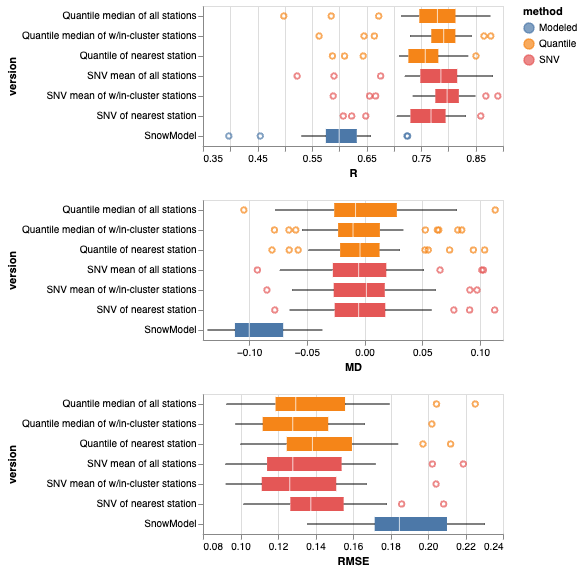 method
Modeled
Quantile
SNV
version
Quantile median of all stations
Quantile median of w/in-cluster stations
Quantile of nearest station
SNV mean of all stations
SNV mean of w/in-cluster stations
SNV of nearest station
SnowModel
0.35 0.45 0.55 0.65 0.75 0.85
R
version
Quantile median of all stations
Quantile median of w/in-cluster stations
Quantile of nearest station
SNV mean of all stations
SNV mean of w/in-cluster stations
SNV of nearest station
SnowModel
−0.10 −0.05 0.00 0.05 0.10
MD
version
Quantile median of all stations
Quantile median of w/in-cluster stations
Quantile of nearest station
SNV mean of all stations
SNV mean of w/in-cluster stations
SNV of nearest station
SnowModel
0.08 0.10 0.12 0.14 0.16 0.18 0.20 0.22 0.24
RMSE